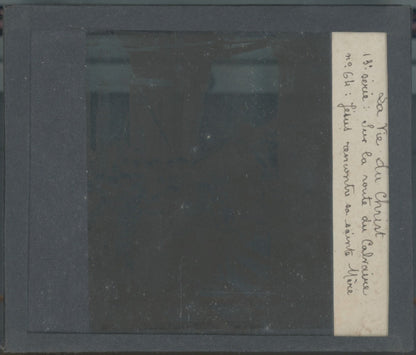 La Vie du Christ
13e série : Sur la route du Calvaire
no 64 : Jésus rencontre sa sainte Mère